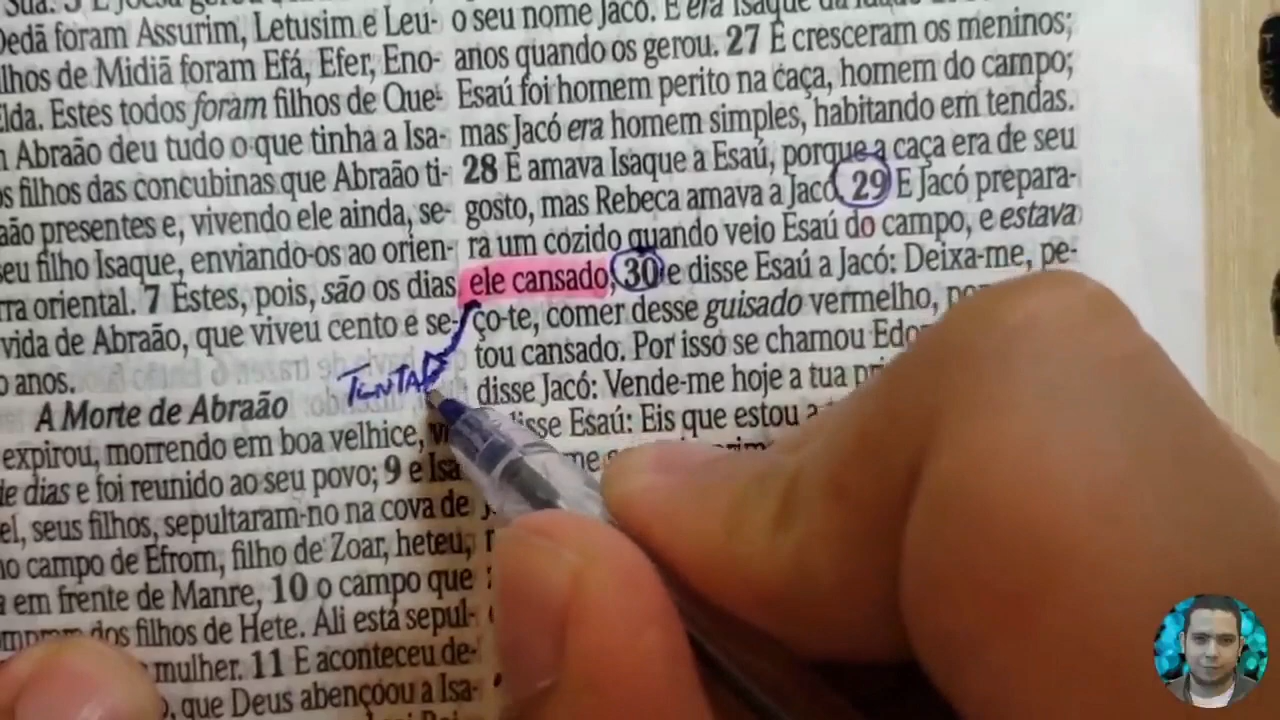 Dedã foram Assurim, Letusim e Leu-
lhos de Midiã foram Efá, Efer, Eno-
Elda. Estes todos foram filhos de Que-
Abraão deu tudo o que tinha a Isa-
os filhos das concubinas que Abraão ti-
presentes e, vivendo ele ainda, se-
seu filho Isaque, enviando-os ao orien-
rra oriental. 7 Estes, pois, são os dias
vida de Abraão, que viveu cento e se-
o anos.
A Morte de Abraão
expirou, morrendo em boa velhice,
de dias e foi reunido ao seu povo; 9 e Isa
el, seus filhos, sepultaram-no na cova de
no campo de Efrom, filho de Zoar, heteu,
em frente de Manre, 10 o campo que
dos filhos de Hete. Ali está sepul-
mulher. 11 E aconteceu de-
que Deus abençoou a Isa-
o seu nome Jacó. E era Isaque da idade
anos quando os gerou. 27 E cresceram os meninos;
Esaú foi homem perito na caça, homem do campo;
mas Jacó era homem simples, habitando em tendas.
28 E amava Isaque a Esaú, porque a caça era de seu
gosto, mas Rebeca amava a Jacó. 29 E Jacó prepara-
ra um cozido quando veio Esaú do campo, e estava
ele cansado; 30 e disse Esaú a Jacó: Deixa-me, pe-
ço-te, comer desse guisado vermelho,
tou cansado. Por isso se chamou Edo
disse Jacó: Vende-me hoje a tua pri
disse Esaú: Eis que estou a
me
TENTA